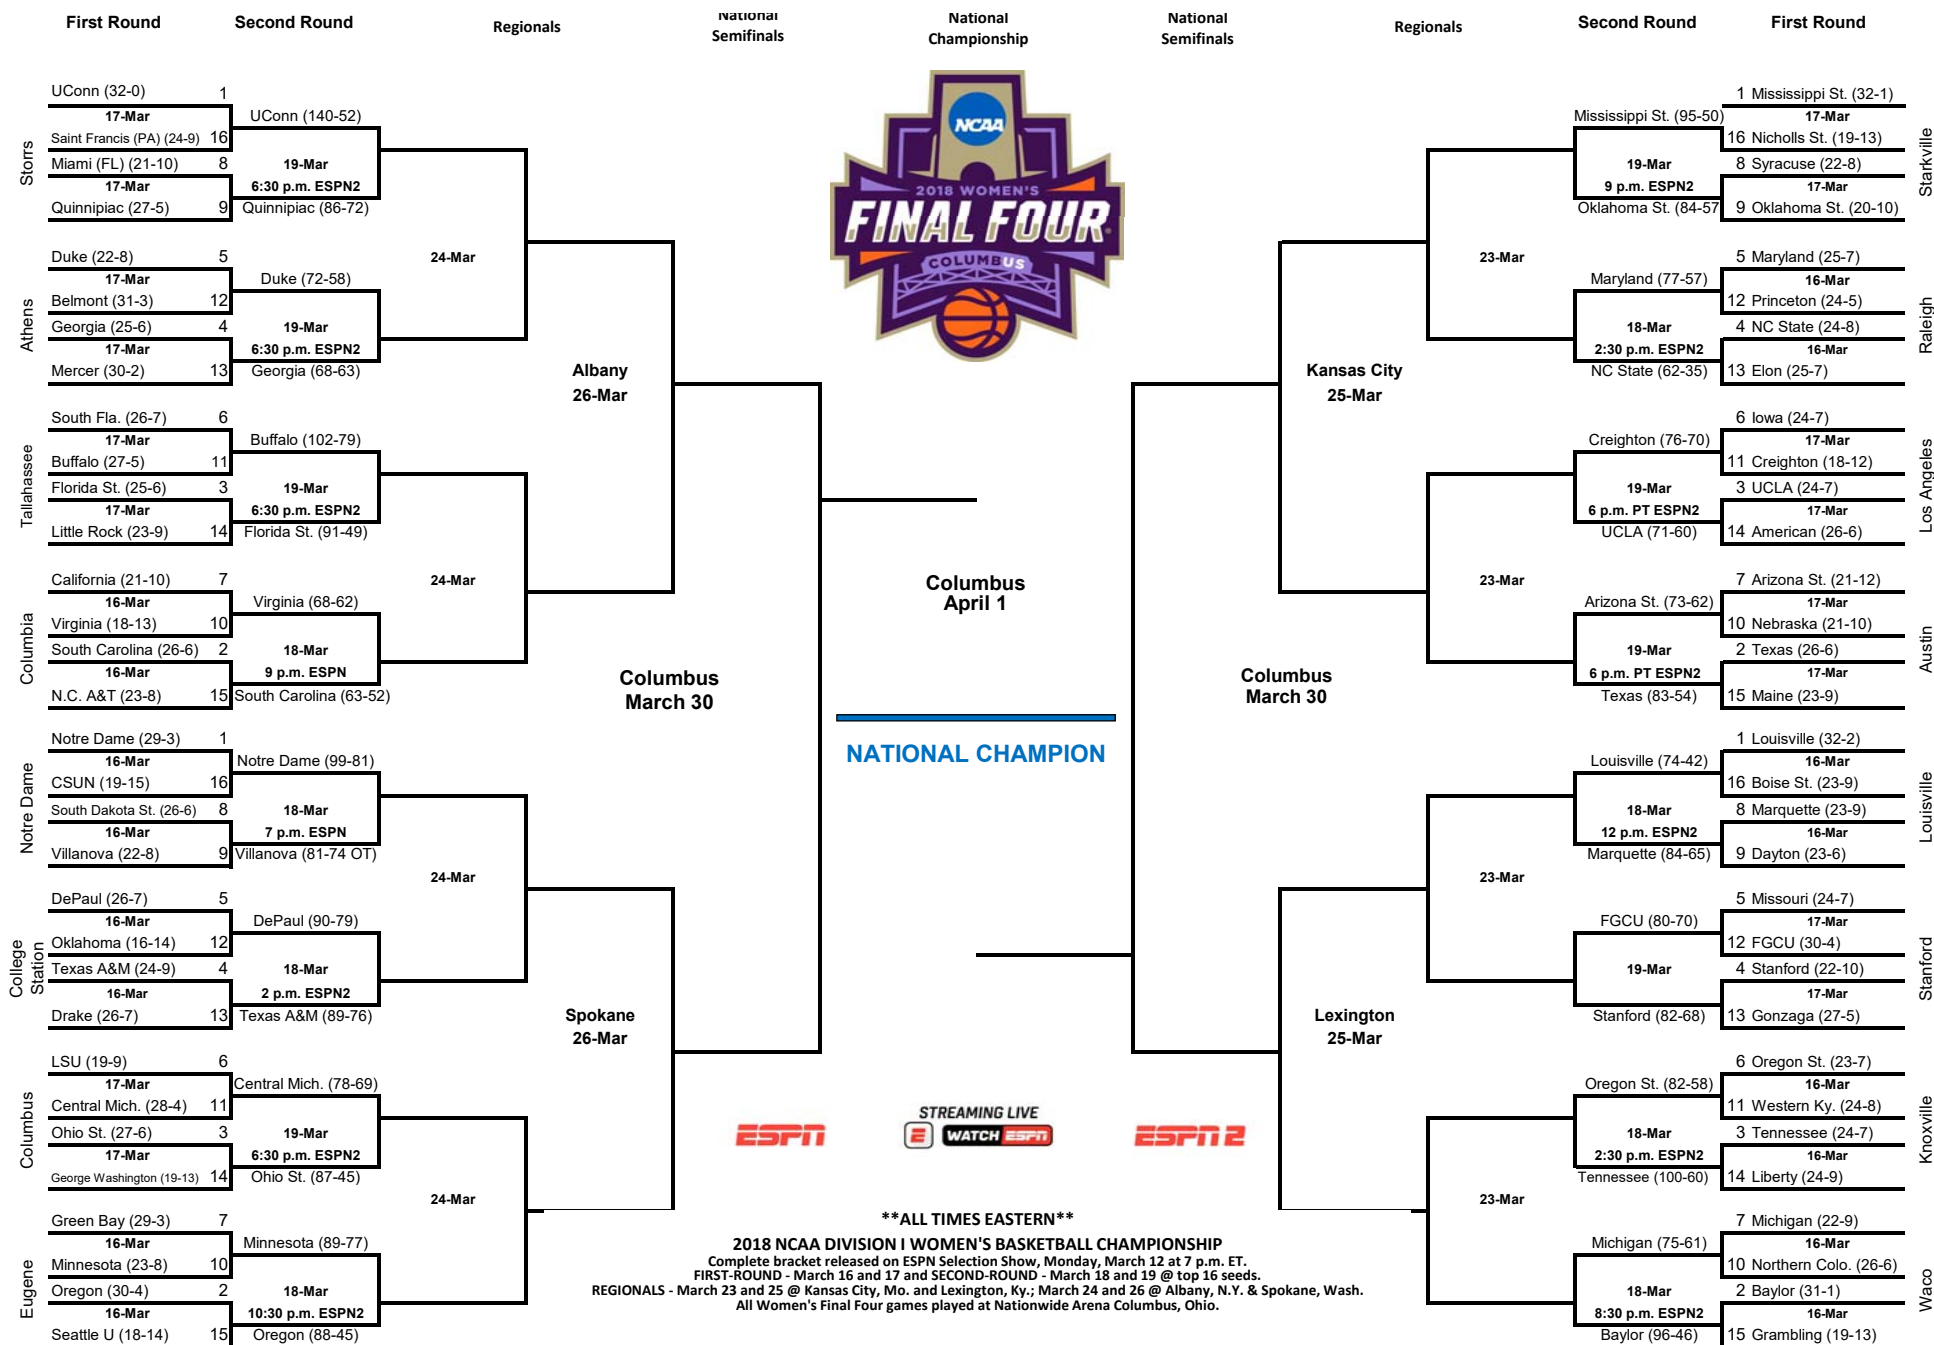 First Round
Second Round
Regionals
National
Semifinals
National
Championship
National
Semifinals
Regionals
Second Round
First Round
NCAA
2018 WOMEN'S
FINAL FOUR
COLUMBUS
Storrs
UConn (32-0) 1
17-Mar
Saint Francis (PA) (24-9) 16
Miami (FL) (21-10) 8
17-Mar
Quinnipiac (27-5) 9
UConn (140-52)
19-Mar
6:30 p.m. ESPN2
Quinnipiac (86-72)
24-Mar
Athens
Duke (22-8) 5
17-Mar
Belmont (31-3) 12
Georgia (25-6) 4
17-Mar
Mercer (30-2) 13
Duke (72-58)
19-Mar
6:30 p.m. ESPN2
Georgia (68-63)
Albany
26-Mar
Tallahassee
South Fla. (26-7) 6
17-Mar
Buffalo (27-5) 11
Florida St. (25-6) 3
17-Mar
Little Rock (23-9) 14
Buffalo (102-79)
19-Mar
6:30 p.m. ESPN2
Florida St. (91-49)
24-Mar
Columbia
California (21-10) 7
16-Mar
Virginia (18-13) 10
South Carolina (26-6) 2
16-Mar
N.C. A&T (23-8) 15
Virginia (68-62)
18-Mar
9 p.m. ESPN
South Carolina (63-52)
Columbus
March 30
Notre Dame
Notre Dame (29-3) 1
16-Mar
CSUN (19-15) 16
South Dakota St. (26-6) 8
16-Mar
Villanova (22-8) 9
Notre Dame (99-81)
18-Mar
7 p.m. ESPN
Villanova (81-74 OT)
24-Mar
College
Station
DePaul (26-7) 5
16-Mar
Oklahoma (16-14) 12
Texas A&M (24-9) 4
16-Mar
Drake (26-7) 13
DePaul (90-79)
18-Mar
2 p.m. ESPN2
Texas A&M (89-76)
Spokane
26-Mar
Columbus
LSU (19-9) 6
17-Mar
Central Mich. (28-4) 11
Ohio St. (27-6) 3
17-Mar
George Washington (19-13) 14
Central Mich. (78-69)
19-Mar
6:30 p.m. ESPN2
Ohio St. (87-45)
24-Mar
Eugene
Green Bay (29-3) 7
16-Mar
Minnesota (23-8) 10
Oregon (30-4) 2
16-Mar
Seattle U (18-14) 15
Minnesota (89-77)
18-Mar
10:30 p.m. ESPN2
Oregon (88-45)
Columbus
April 1
NATIONAL CHAMPION
Starkville
1 Mississippi St. (32-1)
17-Mar
16 Nicholls St. (19-13)
8 Syracuse (22-8)
17-Mar
9 Oklahoma St. (20-10)
Mississippi St. (95-50)
19-Mar
9 p.m. ESPN2
Oklahoma St. (84-57
23-Mar
Raleigh
5 Maryland (25-7)
16-Mar
12 Princeton (24-5)
4 NC State (24-8)
16-Mar
13 Elon (25-7)
Maryland (77-57)
18-Mar
2:30 p.m. ESPN2
NC State (62-35)
Kansas City
25-Mar
Los Angeles
6 Iowa (24-7)
17-Mar
11 Creighton (18-12)
3 UCLA (24-7)
17-Mar
14 American (26-6)
Creighton (76-70)
19-Mar
6 p.m. PT ESPN2
UCLA (71-60)
23-Mar
Austin
7 Arizona St. (21-12)
17-Mar
10 Nebraska (21-10)
2 Texas (26-6)
17-Mar
15 Maine (23-9)
Arizona St. (73-62)
19-Mar
6 p.m. PT ESPN2
Texas (83-54)
Columbus
March 30
Louisville
1 Louisville (32-2)
16-Mar
16 Boise St. (23-9)
8 Marquette (23-9)
16-Mar
9 Dayton (23-6)
Louisville (74-42)
18-Mar
12 p.m. ESPN2
Marquette (84-65)
23-Mar
Stanford
5 Missouri (24-7)
17-Mar
12 FGCU (30-4)
4 Stanford (22-10)
17-Mar
13 Gonzaga (27-5)
FGCU (80-70)
19-Mar
Stanford (82-68)
Lexington
25-Mar
Knoxville
6 Oregon St. (23-7)
16-Mar
11 Western Ky. (24-8)
3 Tennessee (24-7)
16-Mar
14 Liberty (24-9)
Oregon St. (82-58)
18-Mar
2:30 p.m. ESPN2
Tennessee (100-60)
23-Mar
Waco
7 Michigan (22-9)
16-Mar
10 Northern Colo. (26-6)
2 Baylor (31-1)
16-Mar
15 Grambling (19-13)
Michigan (75-61)
18-Mar
8:30 p.m. ESPN2
Baylor (96-46)
ESPN
STREAMING LIVE
E WATCH ESPN
ESPN 2
**ALL TIMES EASTERN**
2018 NCAA DIVISION I WOMEN'S BASKETBALL CHAMPIONSHIP
Complete bracket released on ESPN Selection Show, Monday, March 12 at 7 p.m. ET.
FIRST-ROUND - March 16 and 17 and SECOND-ROUND - March 18 and 19 @ top 16 seeds.
REGIONALS - March 23 and 25 @ Kansas City, Mo. and Lexington, Ky.; March 24 and 26 @ Albany, N.Y. & Spokane, Wash.
All Women's Final Four games played at Nationwide Arena Columbus, Ohio.